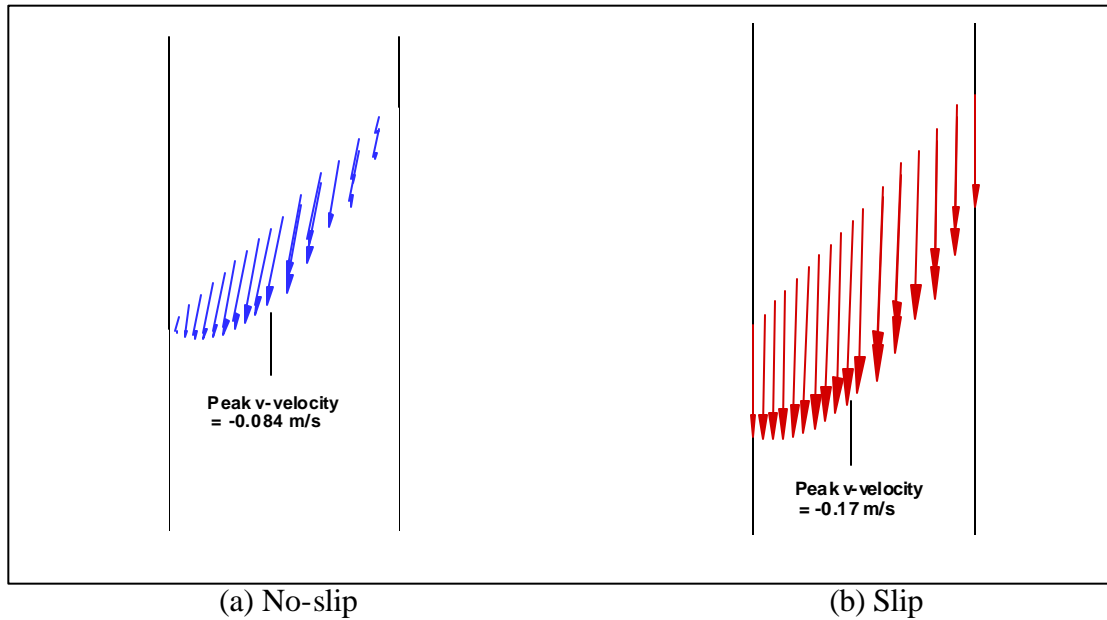 Peak v-velocity
= -0.084 m/s
Peak v-velocity
= -0.17 m/s
(a) No-slip
(b) Slip